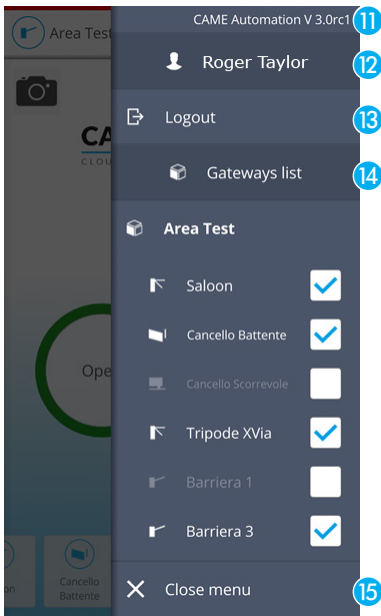 CAME Automation V 3.0rc1
11
Area Test
Roger Taylor
12
Logout
13
CLOU
Gateways list
14
Area Test
Saloon
Cancello Battente
Ope
Cancello Scorrevole
Tripode XVia
Barriera 1
Barriera 3
Cancello
Battente
Close menu
15